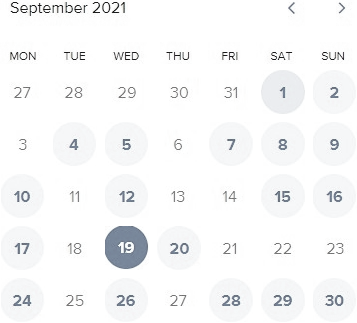 September 2021
MON TUE WED THU FRI SAT SUN
27 28 29 30 31 1 2
3 4 5 6 7 8 9
10 11 12 13 14 15 16
17 18 19 20 21 22 23
24 25 26 27 28 29 30